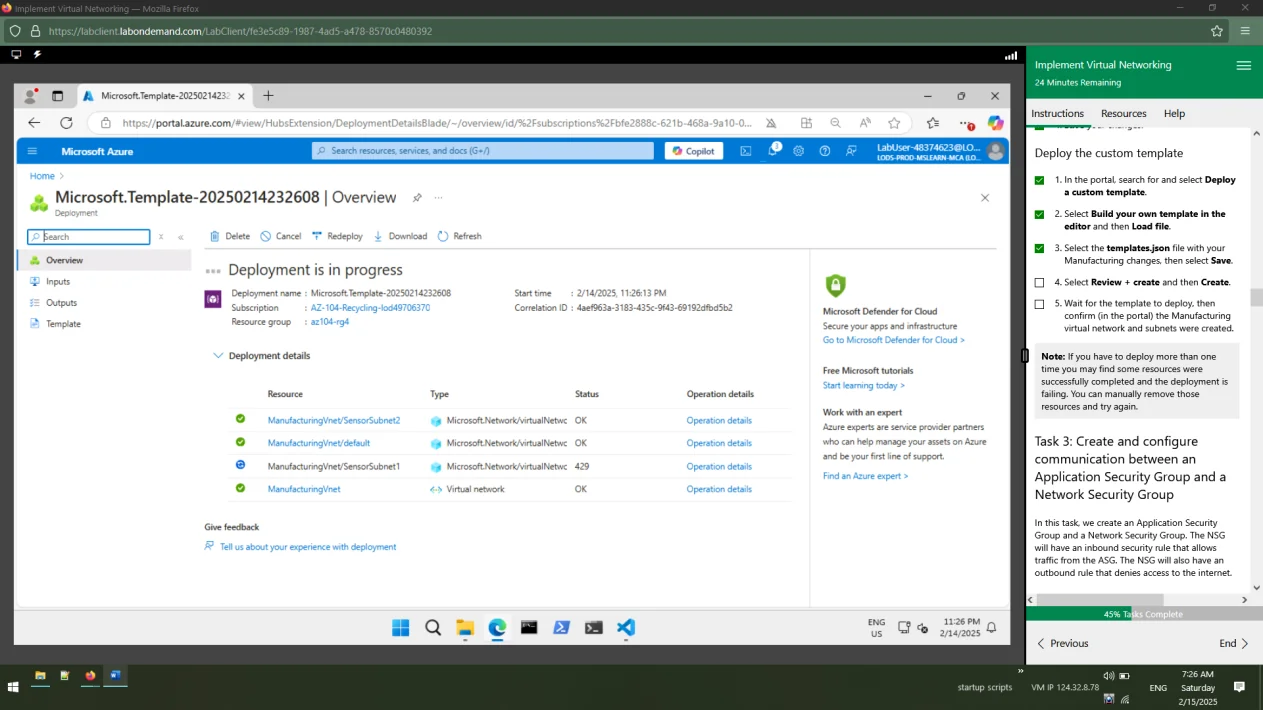 Implement Virtual Networking — Mozilla Firefox
https://labclient.labondemand.com/LabClient/fe3e5c89-1987-4ad5-a478-8570c0480392
Microsoft.Template-2025021423
https://portal.azure.com/#view/HubsExtension/DeploymentDetailsBlade/~/overview/id/%2Fsubscriptions%2Fbfe2888c-621b-468a-9a10-0...
Microsoft Azure
Search resources, services, and docs (G+/)
Copilot
1
LabUser-48374623@LO...
LODS-PROD-MSLEARN-MCA (LO...
Home >
Microsoft.Template-20250214232608 | Overview
Deployment
Search
Overview
Inputs
Outputs
Template
Delete
Cancel
Redeploy
Download
Refresh
Deployment is in progress
Deployment name : Microsoft.Template-20250214232608
Subscription : AZ-104-Recycling-lod49706370
Resource group : az104-rg4
Start time : 2/14/2025, 11:26:13 PM
Correlation ID : 4aef963a-3183-435c-9f43-69192dfbd5b2
Deployment details
Resource Type Status Operation details
ManufacturingVnet/SensorSubnet2 Microsoft.Network/virtualNetwc OK Operation details
ManufacturingVnet/default Microsoft.Network/virtualNetwc OK Operation details
ManufacturingVnet/SensorSubnet1 Microsoft.Network/virtualNetwc 429 Operation details
ManufacturingVnet Virtual network OK Operation details
Give feedback
Tell us about your experience with deployment
Microsoft Defender for Cloud
Secure your apps and infrastructure
Go to Microsoft Defender for Cloud >
Free Microsoft tutorials
Start learning today >
Work with an expert
Azure experts are service provider partners
who can help manage your assets on Azure
and be your first line of support.
Find an Azure expert >
ENG
US
11:26 PM
2/14/2025
Implement Virtual Networking
24 Minutes Remaining
Instructions
Resources
Help
Deploy the custom template
1. In the portal, search for and select Deploy
a custom template.
2. Select Build your own template in the
editor and then Load file.
3. Select the templates.json file with your
Manufacturing changes, then select Save.
4. Select Review + create and then Create.
5. Wait for the template to deploy, then
confirm (in the portal) the Manufacturing
virtual network and subnets were created.
Note: If you have to deploy more than one
time you may find some resources were
successfully completed and the deployment is
failing. You can manually remove those
resources and try again.
Task 3: Create and configure
communication between an
Application Security Group and a
Network Security Group
In this task, we create an Application Security
Group and a Network Security Group. The NSG
will have an inbound security rule that allows
traffic from the ASG. The NSG will also have an
outbound rule that denies access to the internet.
45% Tasks Complete
Previous
End
startup scripts
VM IP 124.32.8.78
ENG
7:26 AM
Saturday
2/15/2025